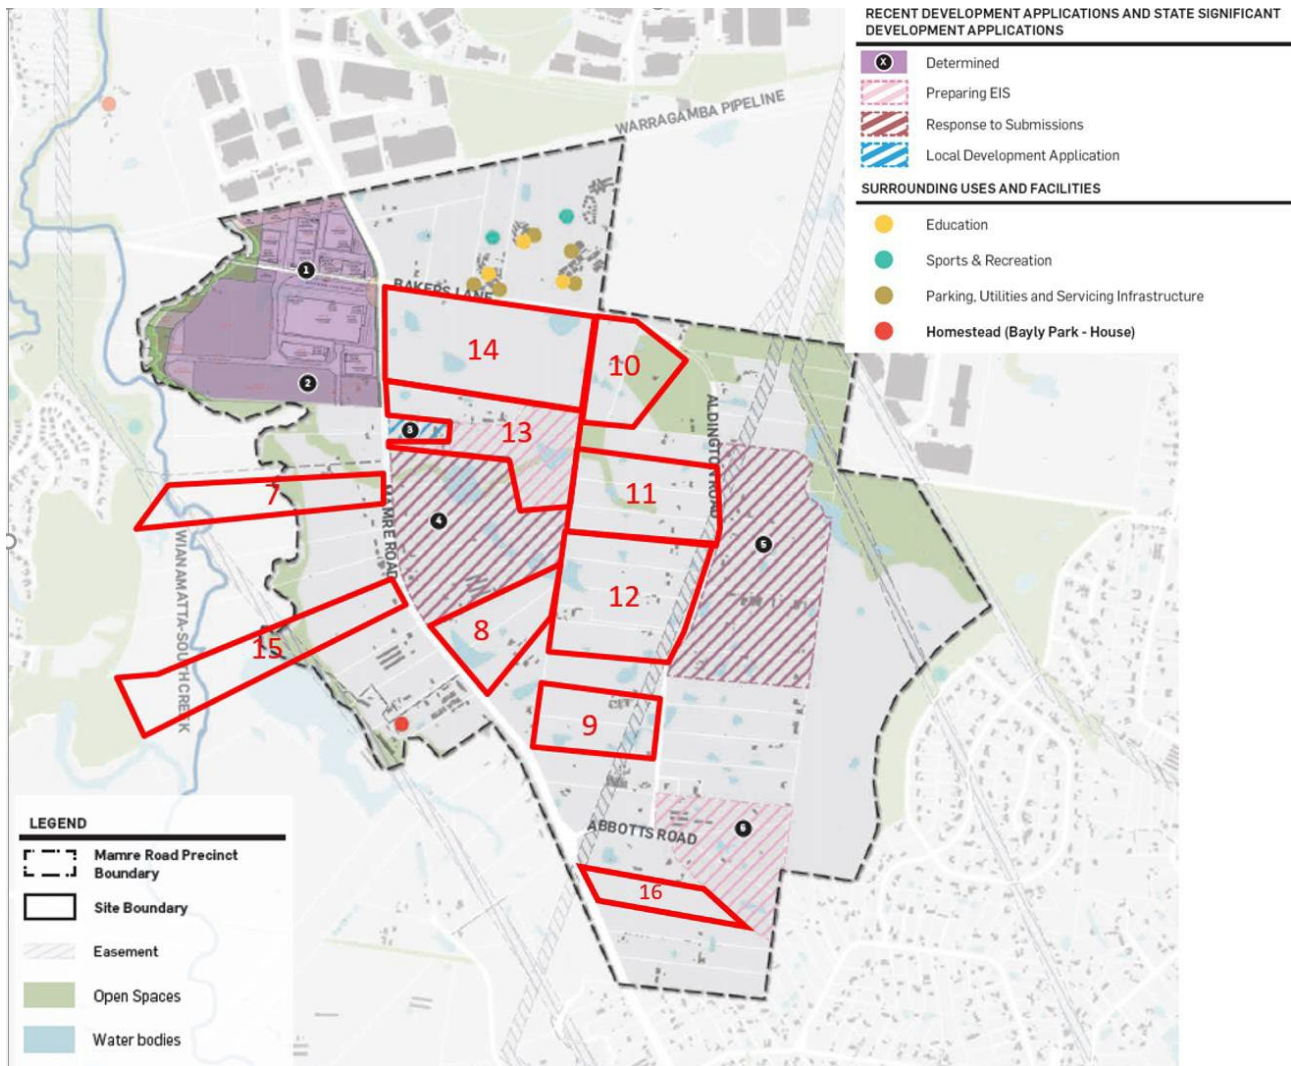 RECENT DEVELOPMENT APPLICATIONS AND STATE SIGNIFICANT
DEVELOPMENT APPLICATIONS
X
Determined
Preparing EIS
Response to Submissions
Local Development Application
SURROUNDING USES AND FACILITIES
Education
Sports & Recreation
Parking, Utilities and Servicing Infrastructure
Homestead (Bayly Park - House)
WARRAGAMBA PIPELINE
1
BAKERS LANE
14
10
2
ALDINGTON ROAD
3
13
7
11
MAMRE ROAD
4
5
WIANAMATTA-SOUTH CREEK
12
8
15
9
ABBOTTS ROAD
6
16
LEGEND
Mamre Road Precinct
Boundary
Site Boundary
Easement
Open Spaces
Water bodies